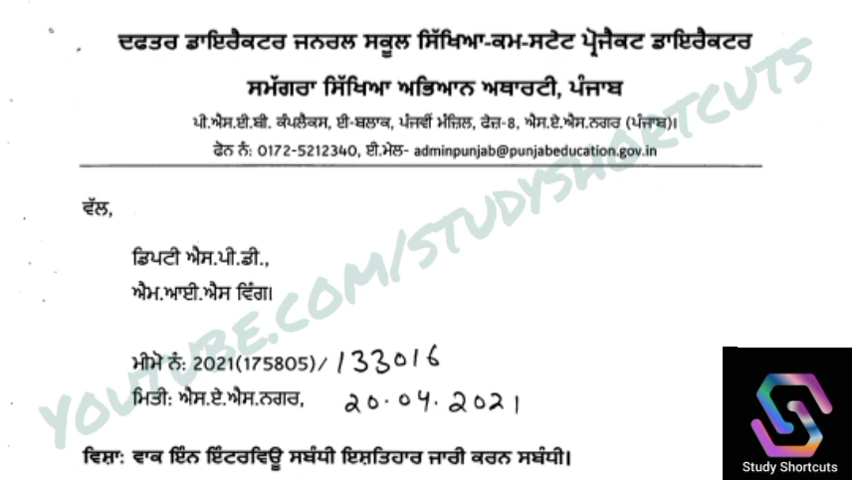 ਦਫਤਰ ਡਾਇਰੈਕਟਰ ਜਨਰਲ ਸਕੂਲ ਸਿੱਖਿਆ-ਕਮ-ਸਟੇਟ ਪ੍ਰੋਜੈਕਟ ਡਾਇਰੈਕਟਰ
ਸਮੱਗਰਾ ਸਿੱਖਿਆ ਅਭਿਆਨ ਅਥਾਰਟੀ, ਪੰਜਾਬ
ਪੀ.ਐਸ.ਈ.ਬੀ. ਕੰਪਲੈਕਸ, ਈ-ਬਲਾਕ, ਪੰਜਵੀਂ ਮੰਜ਼ਿਲ, ਫੇਜ਼-8, ਐਸ.ਏ.ਐਸ.ਨਗਰ (ਪੰਜਾਬ)।
ਫੋਨ ਨੰ: 0172-5212340, ਈ.ਮੇਲ- adminpunjab@punjabeducation.gov.in
ਵੱਲ,
ਡਿਪਟੀ ਐਸ.ਪੀ.ਡੀ.,
ਐਮ.ਆਈ.ਐਸ ਵਿੰਗ।
ਮੀਮੋ ਨੰ: 2021(175805)/ 133016
ਮਿਤੀ: ਐਸ.ਏ.ਐਸ.ਨਗਰ, 20.04.2021
ਵਿਸ਼ਾ: ਵਾਕ ਇੰਨ ਇੰਟਰਵਿਊ ਸਬੰਧੀ ਇਸ਼ਤਿਹਾਰ ਜਾਰੀ ਕਰਨ ਸਬੰਧੀ।
YOUTUBE.COM/STUDYSHORTCUTS
Study Shortcuts